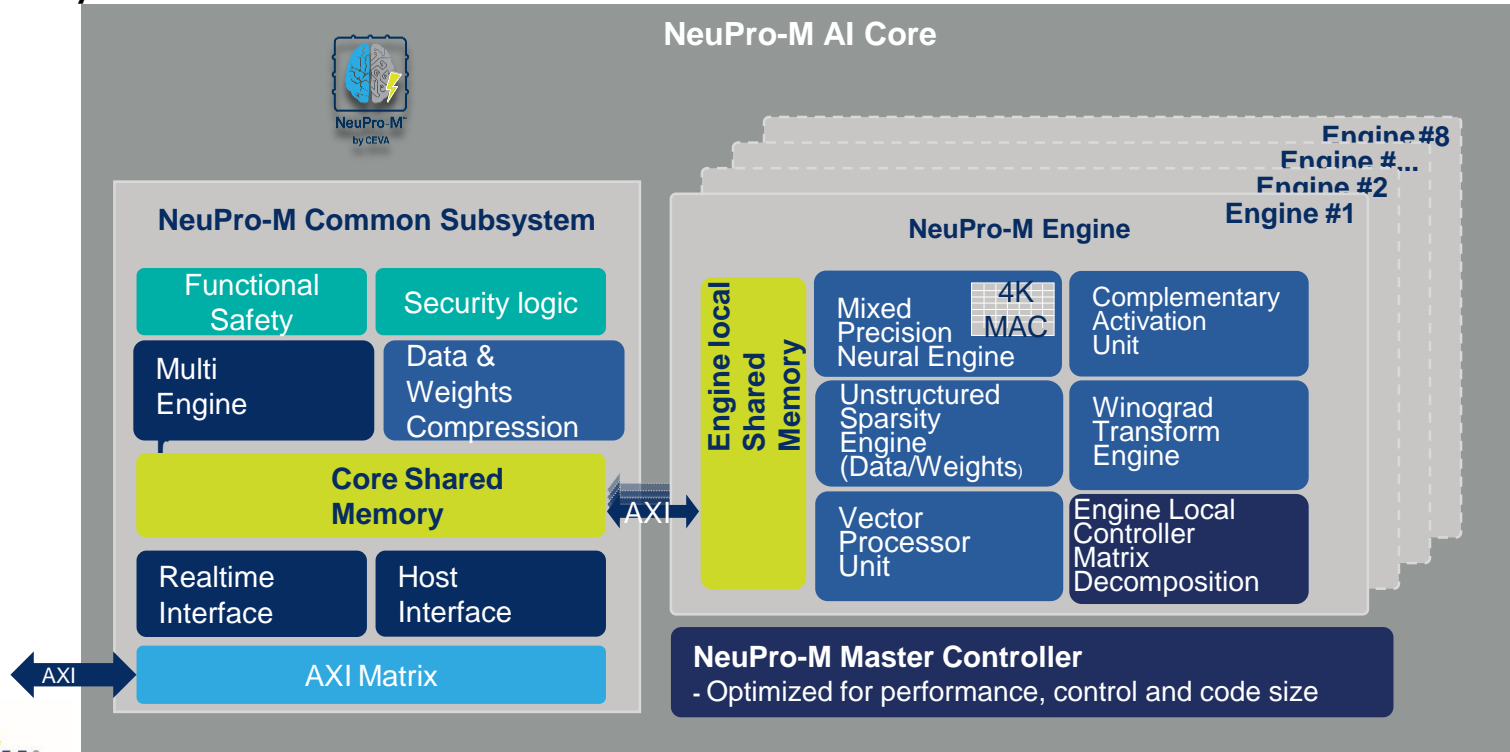 NeuPro-M AI Core
NeuPro-M™
by CEVA
Engine #8
Engine #...
Engine #2
Engine #1
NeuPro-M Common Subsystem
Functional
Safety
Security logic
Multi
Engine
Data &
Weights
Compression
Core Shared
Memory
Realtime
Interface
Host
Interface
AXI Matrix
AXI
AXI
NeuPro-M Engine
Engine local
Shared
Memory
Mixed
Precision
Neural Engine
4K
MAC
Complementary
Activation
Unit
Unstructured
Sparsity
Engine
(Data/Weights)
Winograd
Transform
Engine
Vector
Processor
Unit
Engine Local
Controller
Matrix
Decomposition
NeuPro-M Master Controller
- Optimized for performance, control and code size